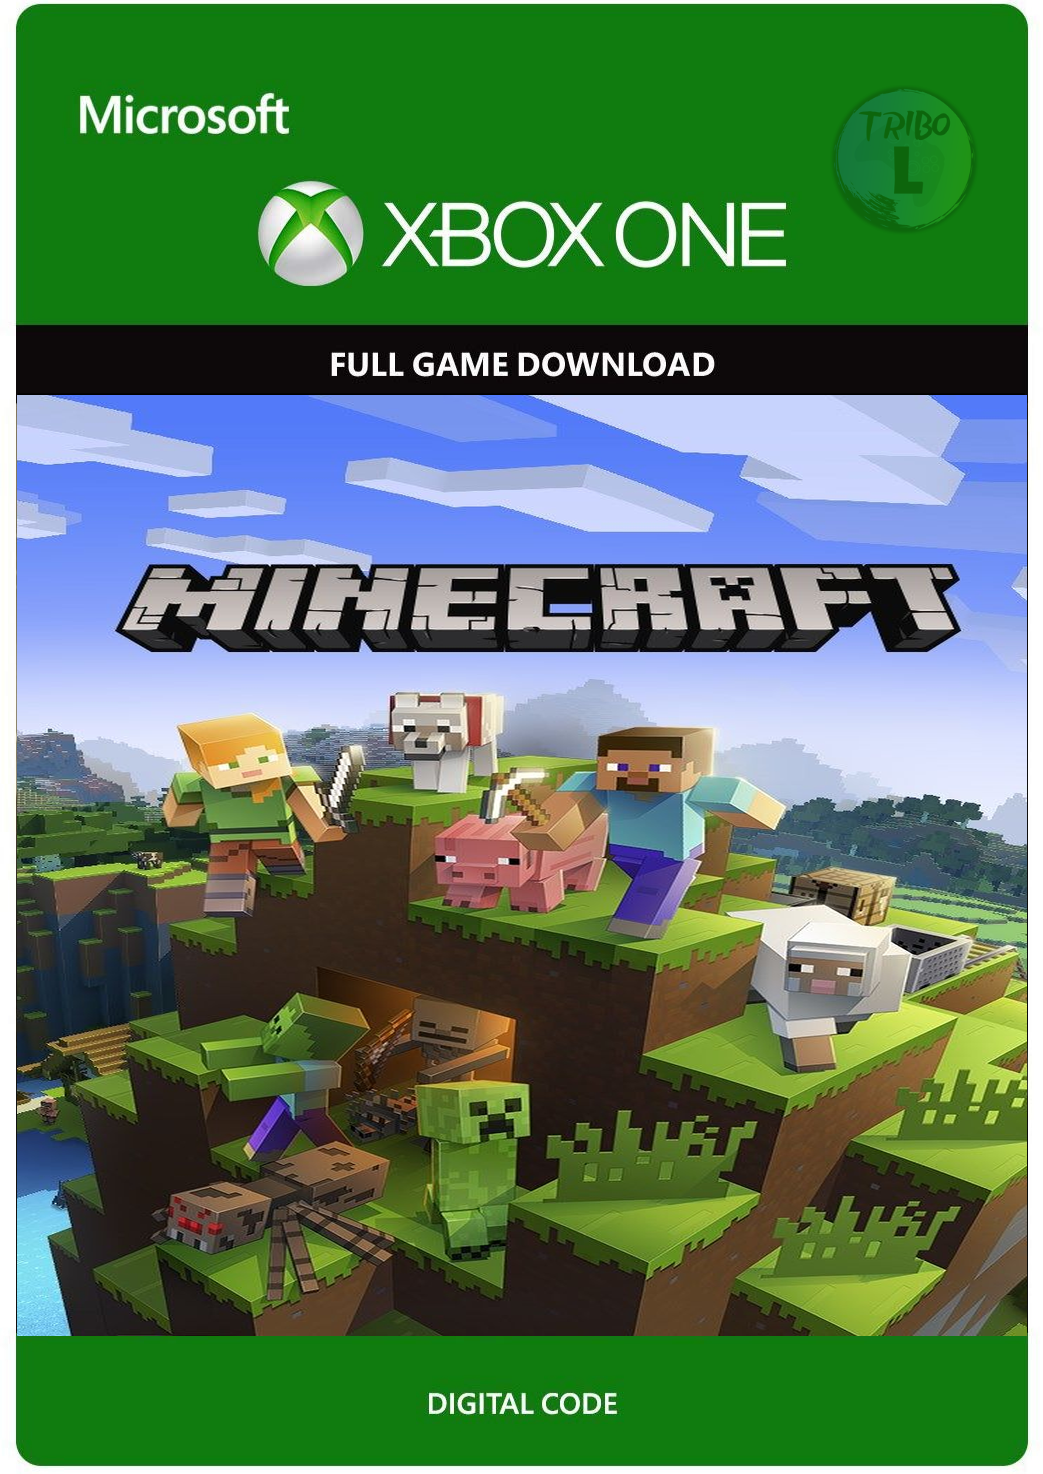 Microsoft
TRIBO
L
XBOX ONE
FULL GAME DOWNLOAD
MINECRAFT
DIGITAL CODE